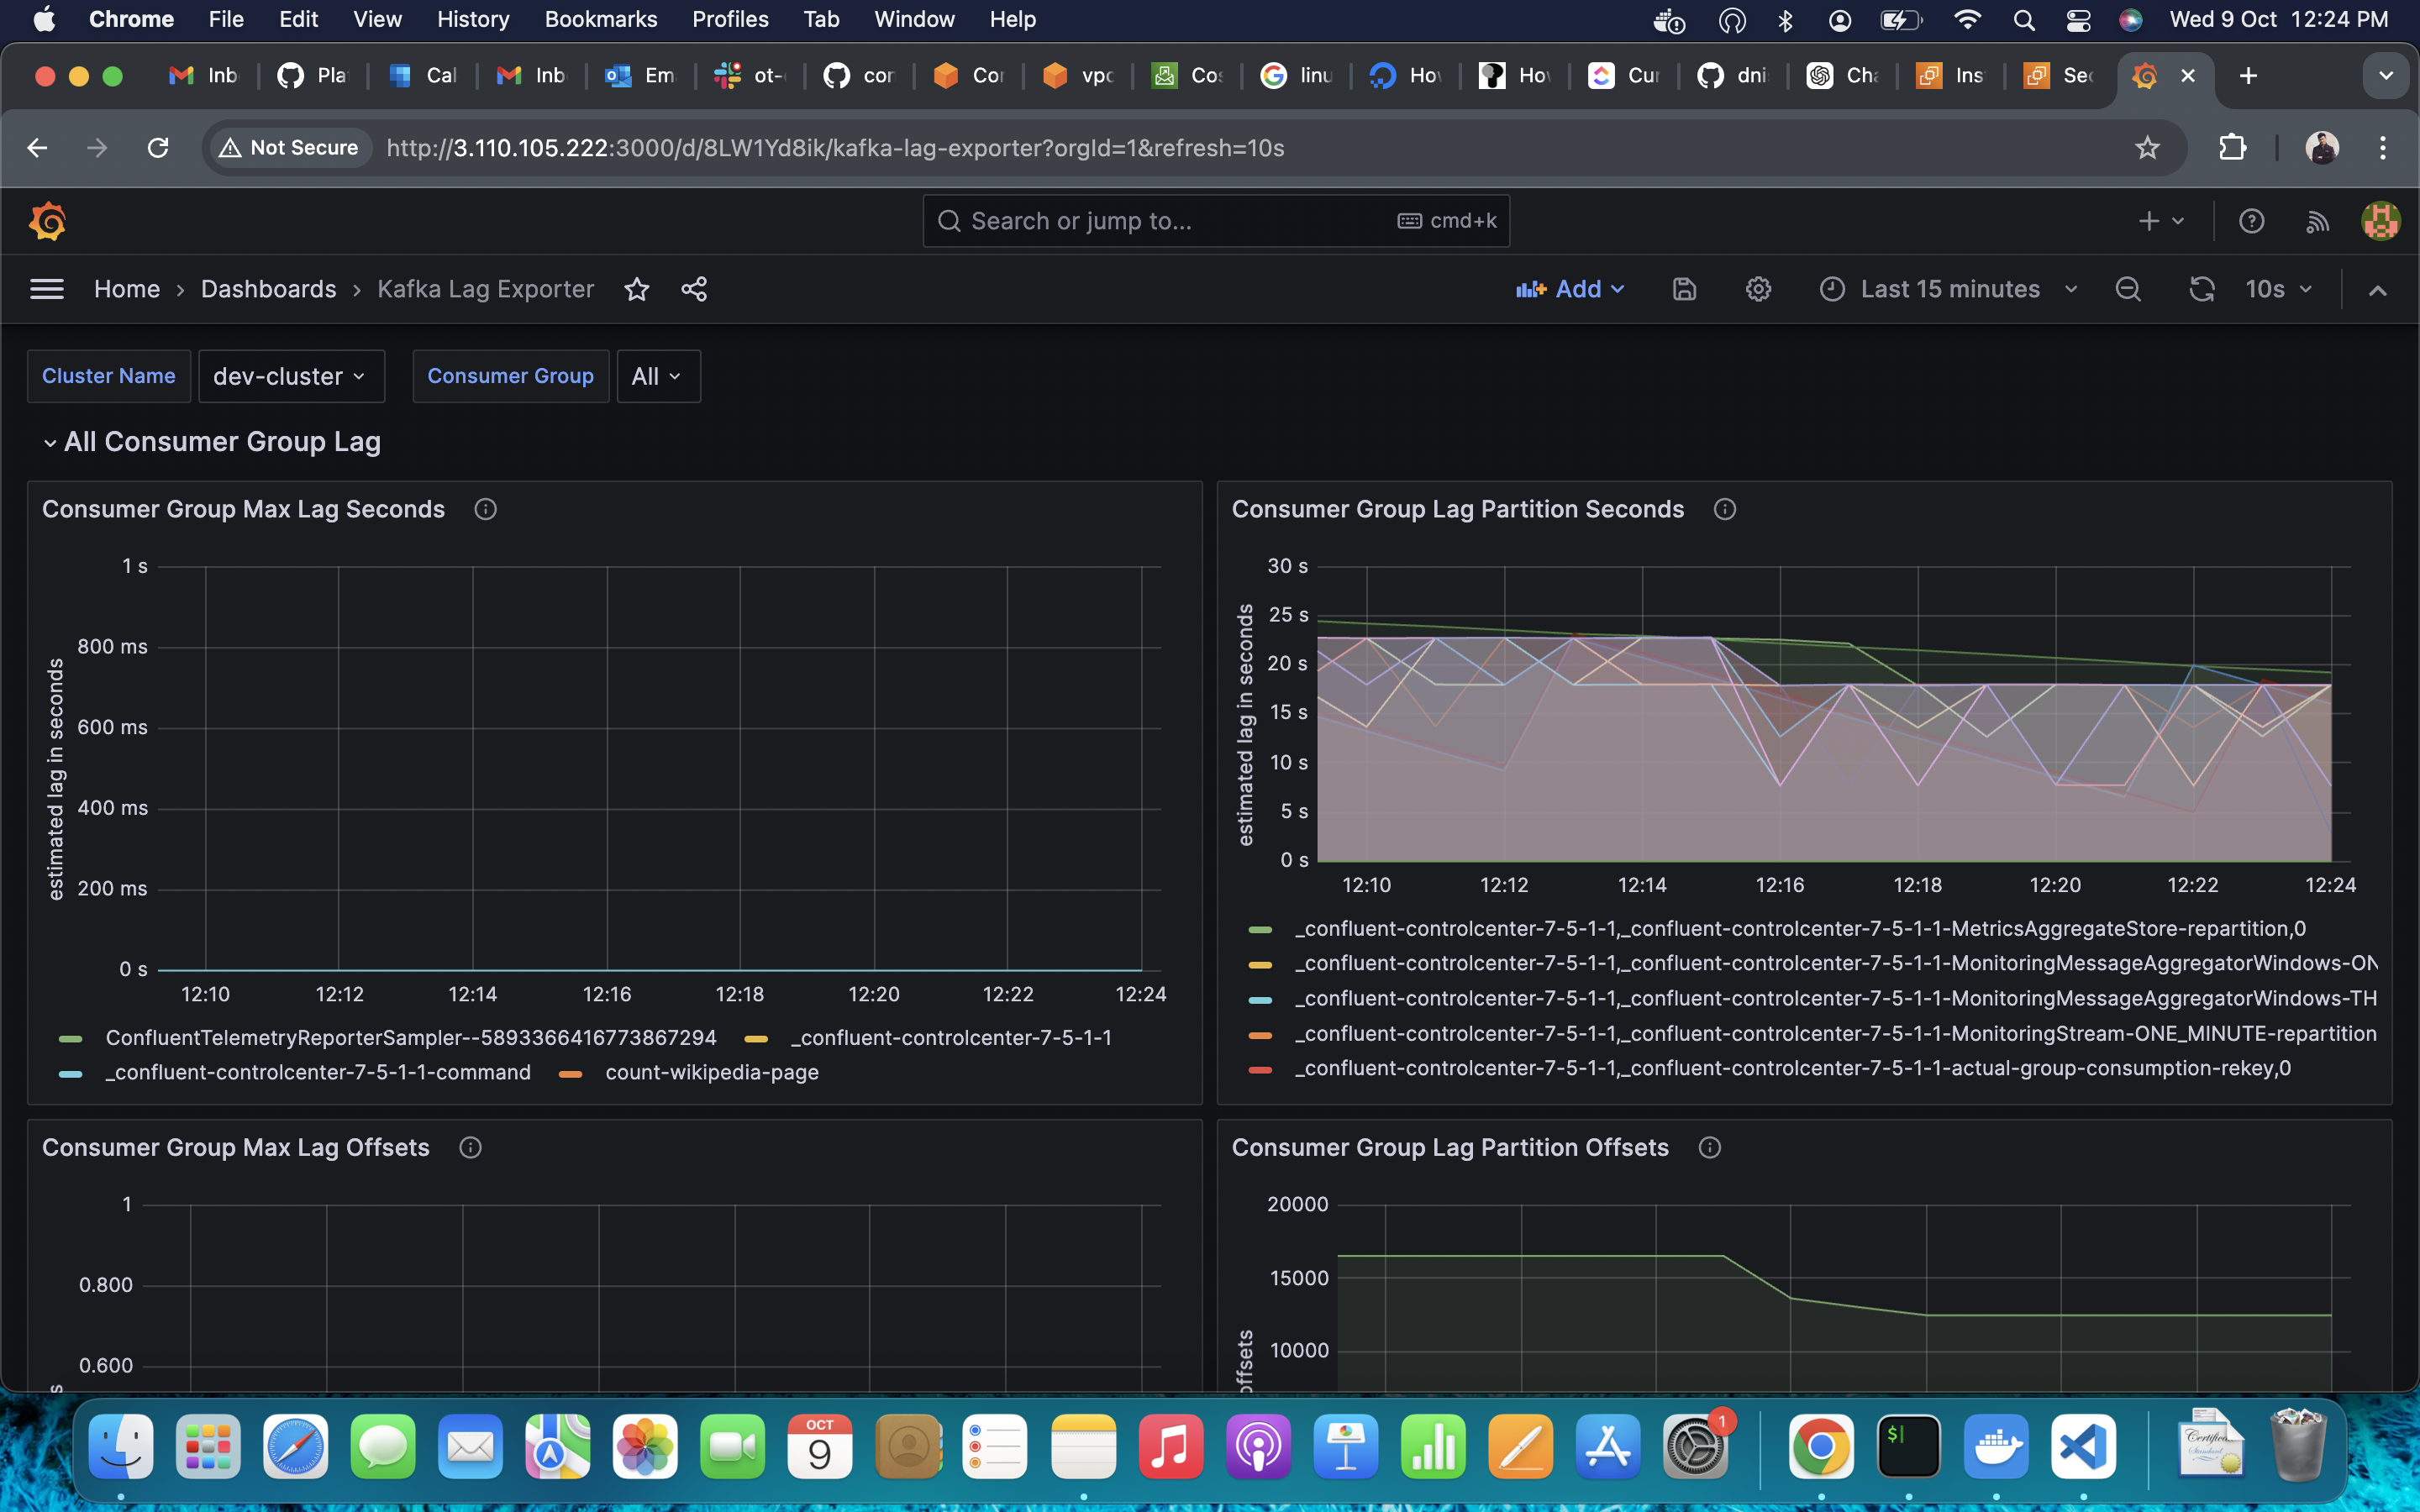 Chrome File Edit View History Bookmarks Profiles Tab Window Help Wed 9 Oct 12:24 PM
Inb Pla Cal Inb Em ot- cor Cor vpc Cos linu Hov Hov Cur dni Cha Ins Sec
Not Secure http://3.110.105.222:3000/d/8LW1Yd8ik/kafka-lag-exporter?orgId=1&refresh=10s
Search or jump to... cmd+k
Home › Dashboards › Kafka Lag Exporter Add Last 15 minutes 10s
Cluster Name dev-cluster Consumer Group All
All Consumer Group Lag
Consumer Group Max Lag Seconds
estimated lag in seconds
1 s
800 ms
600 ms
400 ms
200 ms
0 s
12:10 12:12 12:14 12:16 12:18 12:20 12:22 12:24
ConfluentTelemetryReporterSampler--5893366416773867294 _confluent-controlcenter-7-5-1-1
_confluent-controlcenter-7-5-1-1-command count-wikipedia-page
Consumer Group Lag Partition Seconds
estimated lag in seconds
30 s
25 s
20 s
15 s
10 s
5 s
0 s
12:10 12:12 12:14 12:16 12:18 12:20 12:22 12:24
_confluent-controlcenter-7-5-1-1,_confluent-controlcenter-7-5-1-1-MetricsAggregateStore-repartition,0
_confluent-controlcenter-7-5-1-1,_confluent-controlcenter-7-5-1-1-MonitoringMessageAggregatorWindows-ON
_confluent-controlcenter-7-5-1-1,_confluent-controlcenter-7-5-1-1-MonitoringMessageAggregatorWindows-TH
_confluent-controlcenter-7-5-1-1,_confluent-controlcenter-7-5-1-1-MonitoringStream-ONE_MINUTE-repartition
_confluent-controlcenter-7-5-1-1,_confluent-controlcenter-7-5-1-1-actual-group-consumption-rekey,0
Consumer Group Max Lag Offsets
1
0.800
0.600
Consumer Group Lag Partition Offsets
offsets
20000
15000
10000
OCT
9
1
$